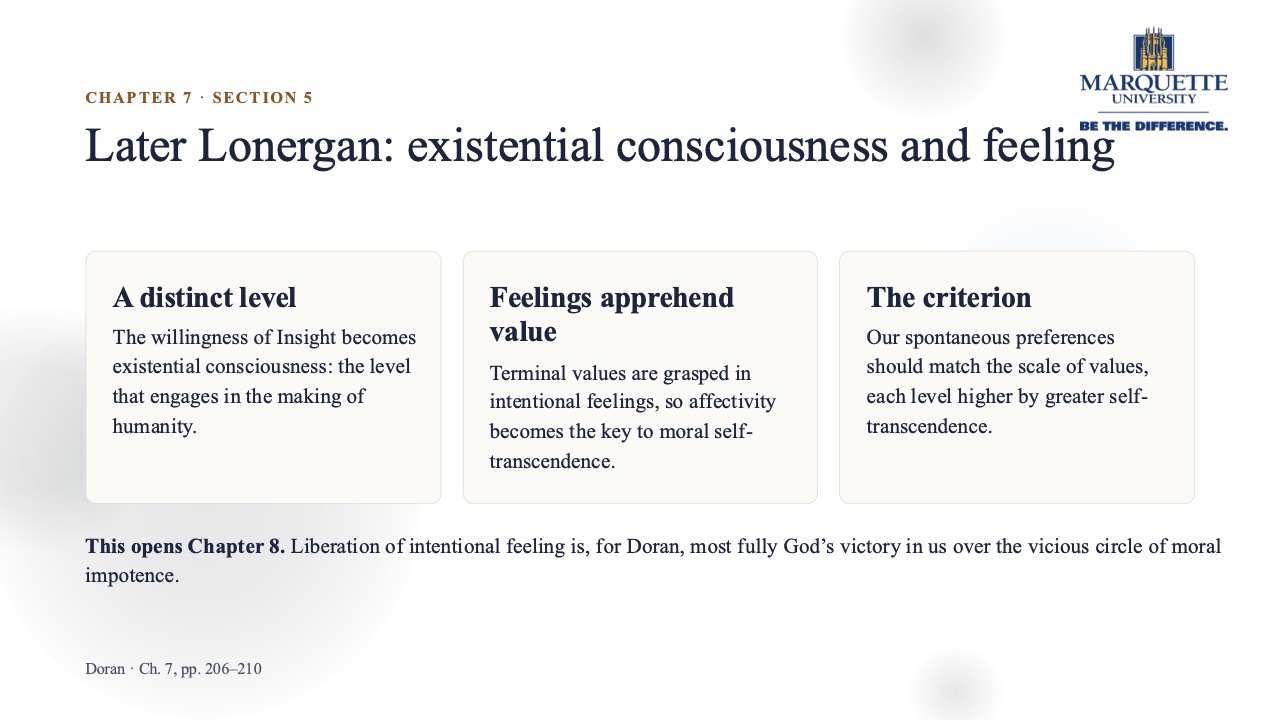 MARQUETTE
UNIVERSITY
BE THE DIFFERENCE.
CHAPTER 7 · SECTION 5
Later Lonergan: existential consciousness and feeling
A distinct level
The willingness of Insight becomes
existential consciousness: the level
that engages in the making of
humanity.
Feelings apprehend
value
Terminal values are grasped in
intentional feelings, so affectivity
becomes the key to moral self-
transcendence.
The criterion
Our spontaneous preferences
should match the scale of values,
each level higher by greater self-
transcendence.
This opens Chapter 8. Liberation of intentional feeling is, for Doran, most fully God’s victory in us over the vicious circle of moral
impotence.
Doran · Ch. 7, pp. 206–210